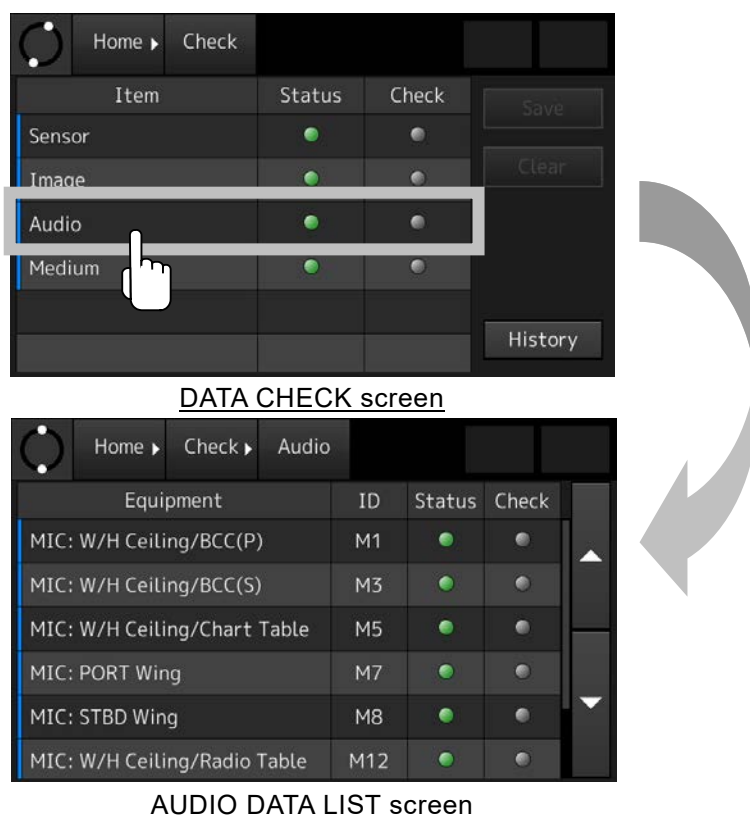 Home Check
Item Status Check
Save
Sensor
Clear
Image
Audio
Medium
History
DATA CHECK screen
Home Check Audio
Equipment ID Status Check
MIC: W/H Ceiling/BCC(P) M1
MIC: W/H Ceiling/BCC(S) M3
MIC: W/H Ceiling/Chart Table M5
MIC: PORT Wing M7
MIC: STBD Wing M8
MIC: W/H Ceiling/Radio Table M12
AUDIO DATA LIST screen